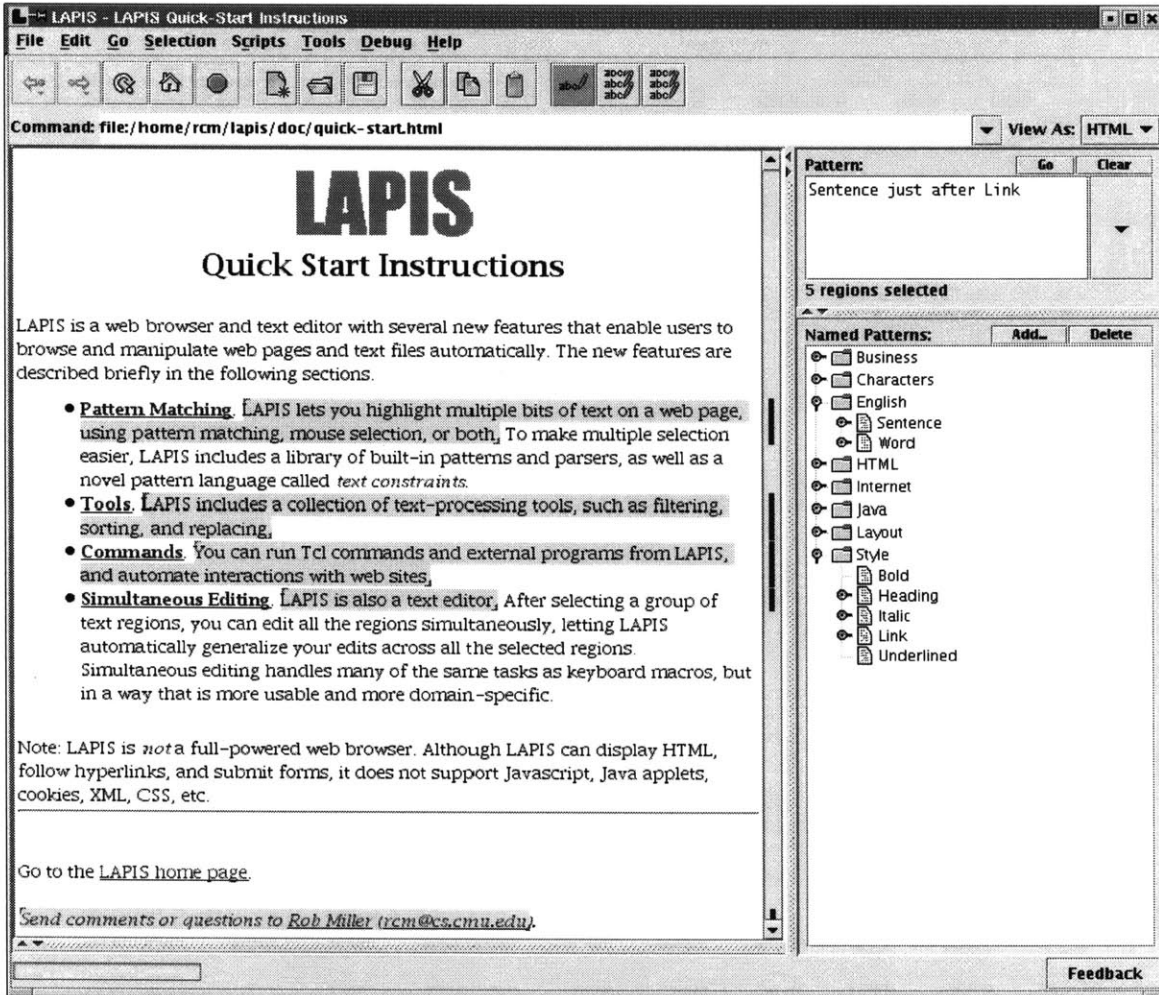 LAPIS - LAPIS Quick-Start Instructions
File Edit Go Selection Scripts Tools Debug Help
abc abc abc abc abc abc abc
Command: file:/home/rcm/lapis/doc/quick-start.html
View As: HTML
LAPIS
Quick Start Instructions
LAPIS is a web browser and text editor with several new features that enable users to
browse and manipulate web pages and text files automatically. The new features are
described briefly in the following sections.
• Pattern Matching. LAPIS lets you highlight multiple bits of text on a web page,
using pattern matching, mouse selection, or both. To make multiple selection
easier, LAPIS includes a library of built-in patterns and parsers, as well as a
novel pattern language called text constraints.
• Tools. LAPIS includes a collection of text-processing tools, such as filtering,
sorting, and replacing.
• Commands. You can run Tcl commands and external programs from LAPIS,
and automate interactions with web sites.
• Simultaneous Editing. LAPIS is also a text editor. After selecting a group of
text regions, you can edit all the regions simultaneously, letting LAPIS
automatically generalize your edits across all the selected regions.
Simultaneous editing handles many of the same tasks as keyboard macros, but
in a way that is more usable and more domain-specific.
Note: LAPIS is not a full-powered web browser. Although LAPIS can display HTML,
follow hyperlinks, and submit forms, it does not support Javascript, Java applets,
cookies, XML, CSS, etc.
Go to the LAPIS home page.
Send comments or questions to Rob Miller (rcm@cs.cmu.edu).
Pattern: Go Clear
Sentence just after Link
5 regions selected
Named Patterns: Add... Delete
Business
Characters
English
Sentence
Word
HTML
Internet
Java
Layout
Style
Bold
Heading
Italic
Link
Underlined
Feedback